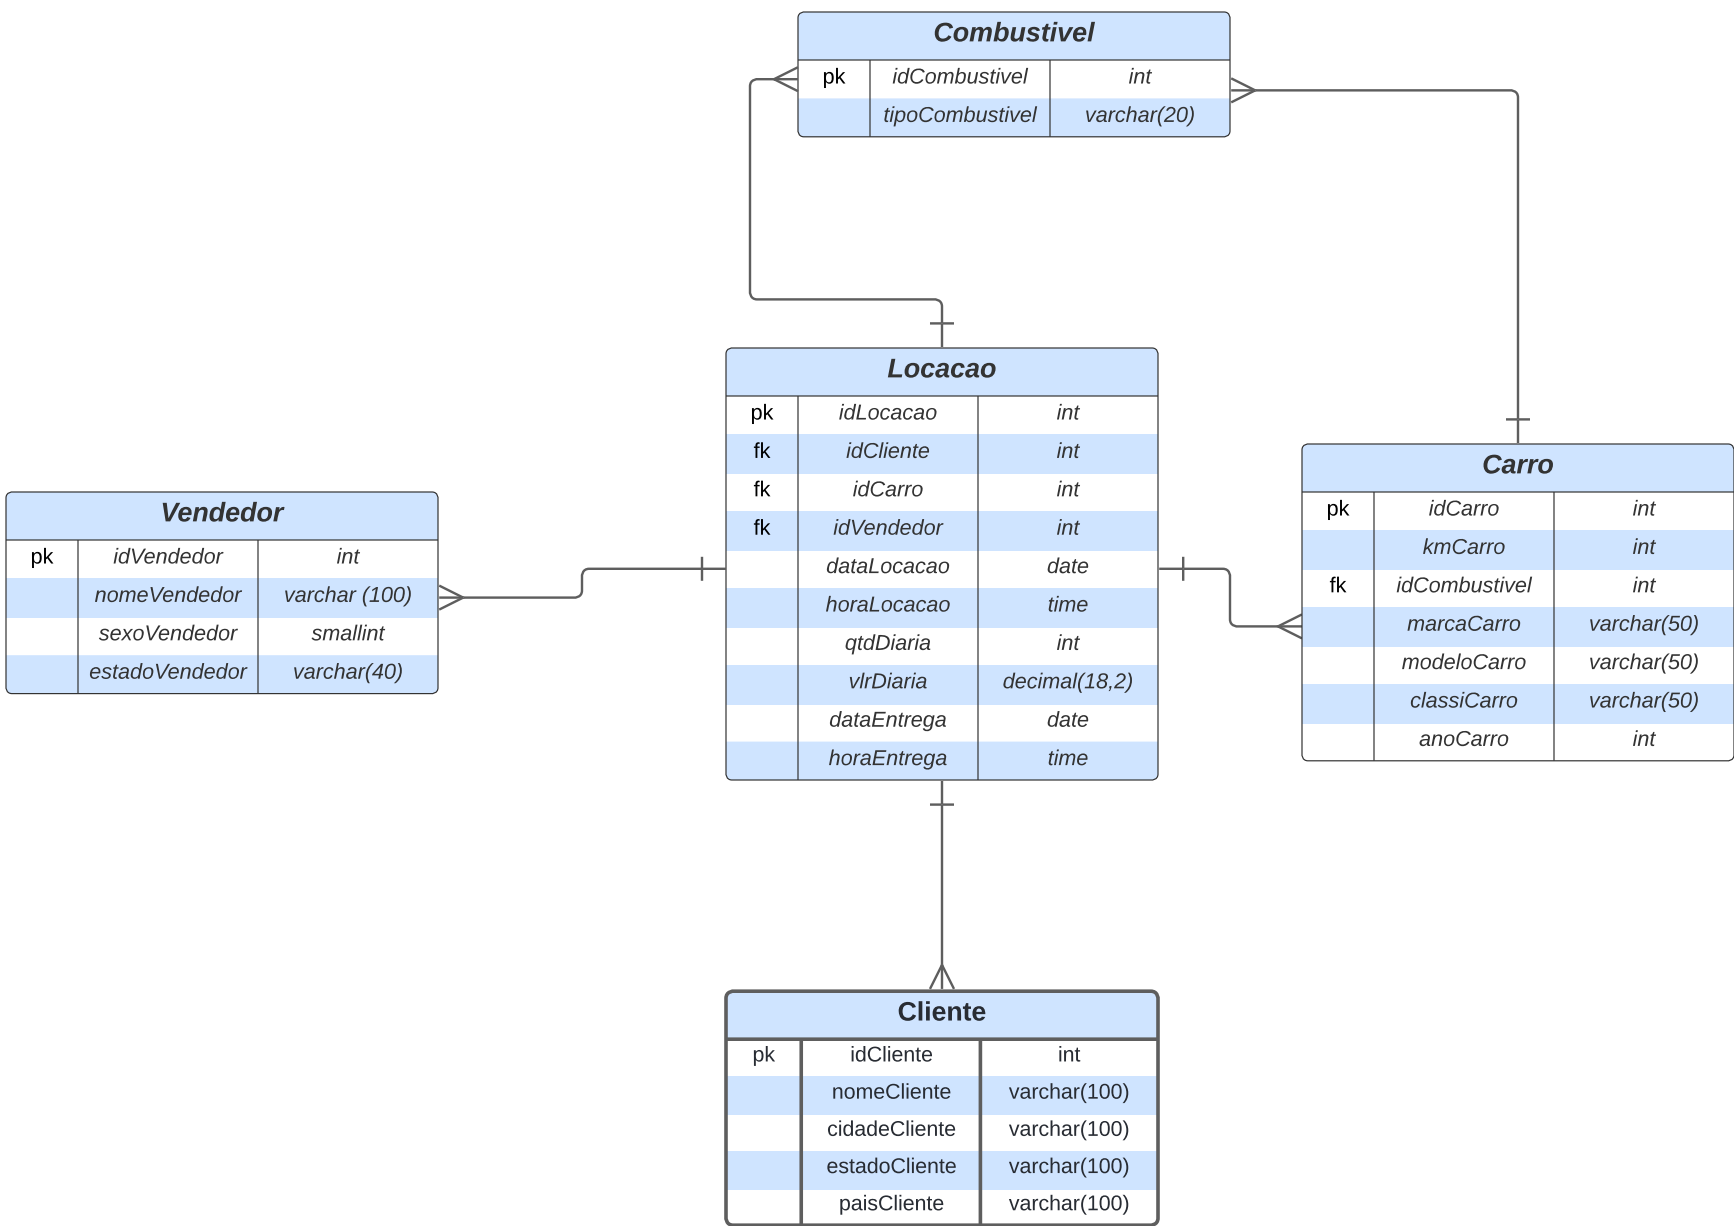 Combustivel
pk idCombustivel int
tipoCombustivel varchar(20)
Locacao
pk idLocacao int
fk idCliente int
fk idCarro int
fk idVendedor int
dataLocacao date
horaLocacao time
qtdDiaria int
vlrDiaria decimal(18,2)
dataEntrega date
horaEntrega time
Carro
pk idCarro int
kmCarro int
fk idCombustivel int
marcaCarro varchar(50)
modeloCarro varchar(50)
classiCarro varchar(50)
anoCarro int
Vendedor
pk idVendedor int
nomeVendedor varchar (100)
sexoVendedor smallint
estadoVendedor varchar(40)
Cliente
pk idCliente int
nomeCliente varchar(100)
cidadeCliente varchar(100)
estadoCliente varchar(100)
paisCliente varchar(100)